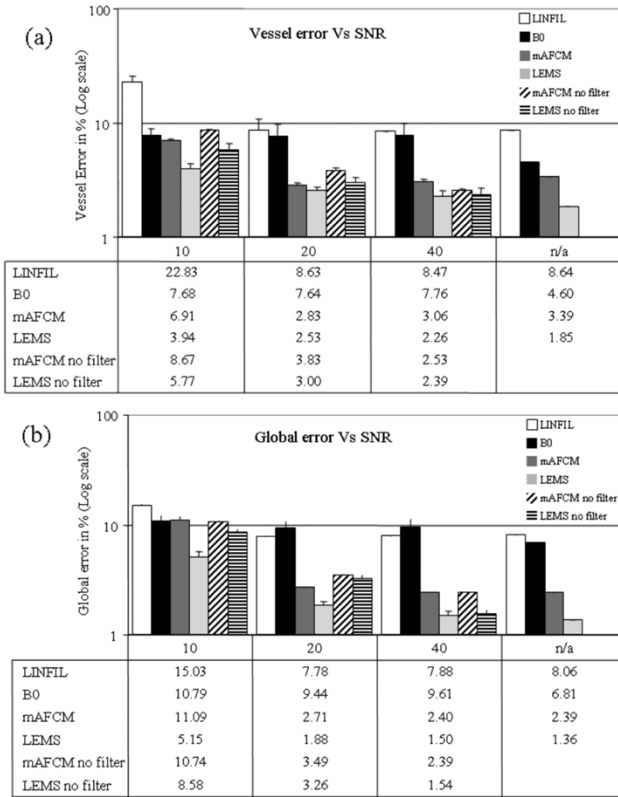 (a)
Vessel error Vs SNR
Vessel Error in % (Log scale)
100
10
1
LINFIL
B0
mAFCM
LEMS
mAFCM no filter
LEMS no filter
10 20 40 n/a
LINFIL 22.83 8.63 8.47 8.64
B0 7.68 7.64 7.76 4.60
mAFCM 6.91 2.83 3.06 3.39
LEMS 3.94 2.53 2.26 1.85
mAFCM no filter 8.67 3.83 2.53
LEMS no filter 5.77 3.00 2.39
(b)
Global error Vs SNR
Global error in % (Log scale)
100
10
1
LINFIL
B0
mAFCM
LEMS
mAFCM no filter
LEMS no filter
10 20 40 n/a
LINFIL 15.03 7.78 7.88 8.06
B0 10.79 9.44 9.61 6.81
mAFCM 11.09 2.71 2.40 2.39
LEMS 5.15 1.88 1.50 1.36
mAFCM no filter 10.74 3.49 2.39
LEMS no filter 8.58 3.26 1.54